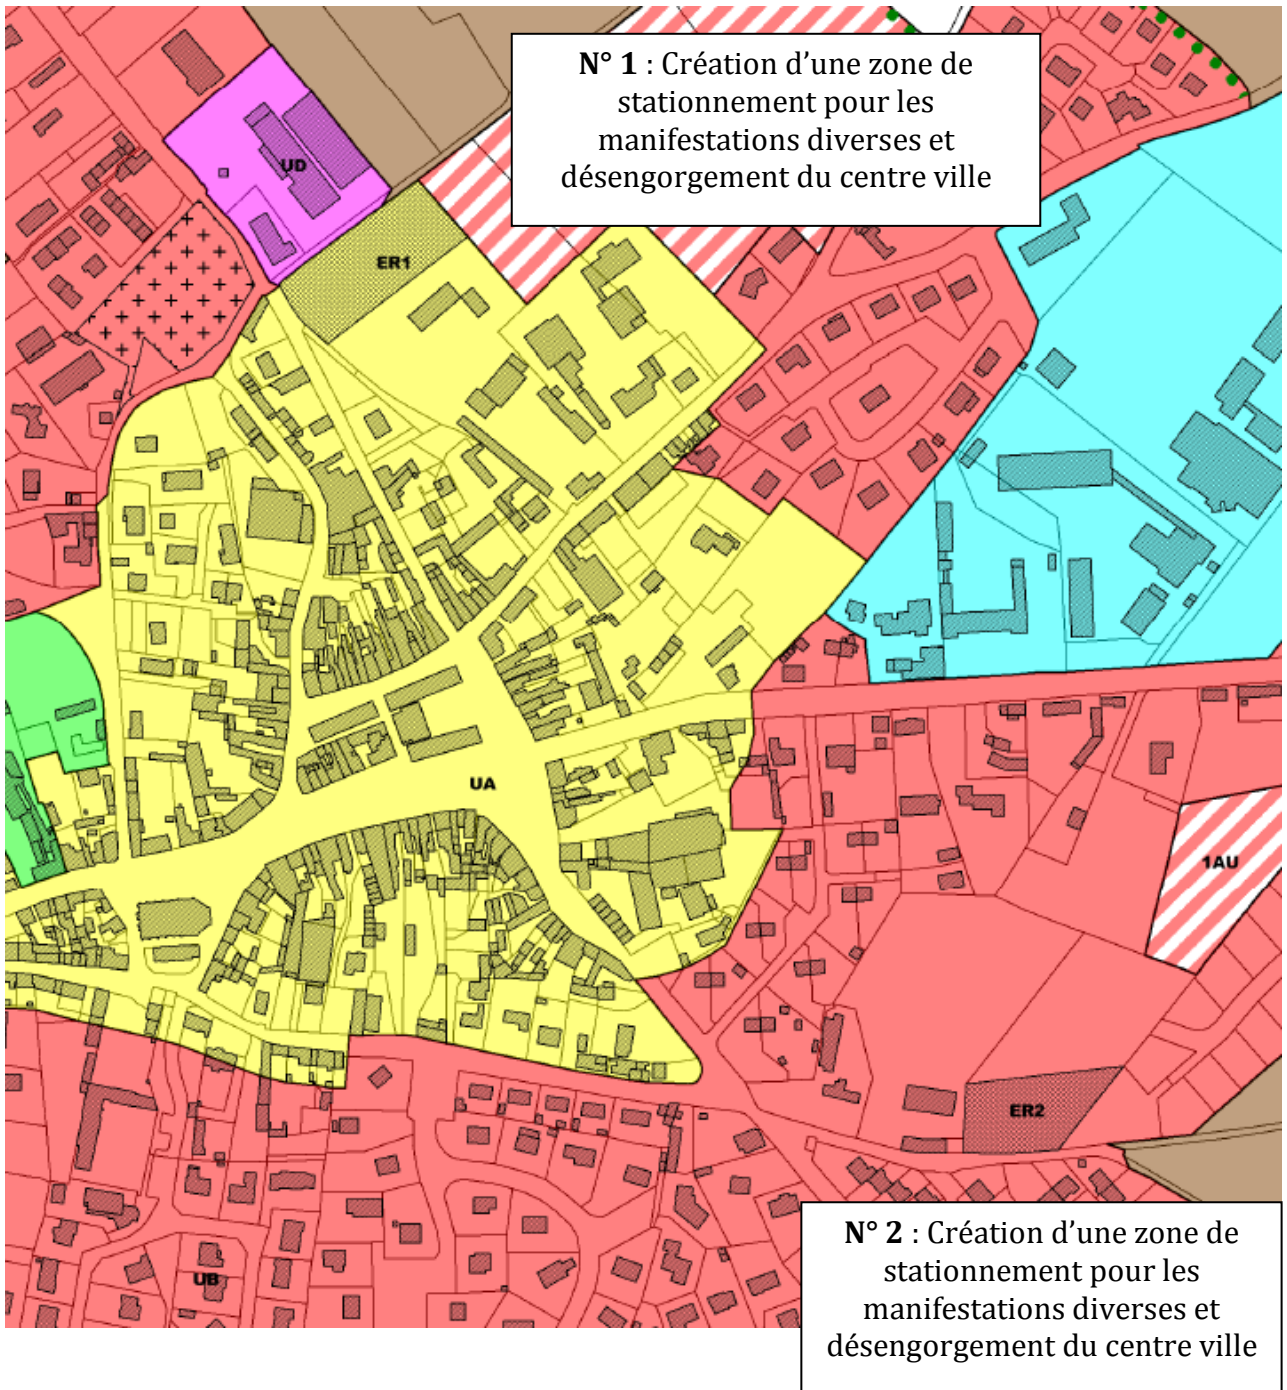 N° 1 : Création d’une zone de
stationnement pour les
manifestations diverses et
désengorgement du centre ville
UD
ER1
UA
1AU
ER2
UB
N° 2 : Création d’une zone de
stationnement pour les
manifestations diverses et
désengorgement du centre ville